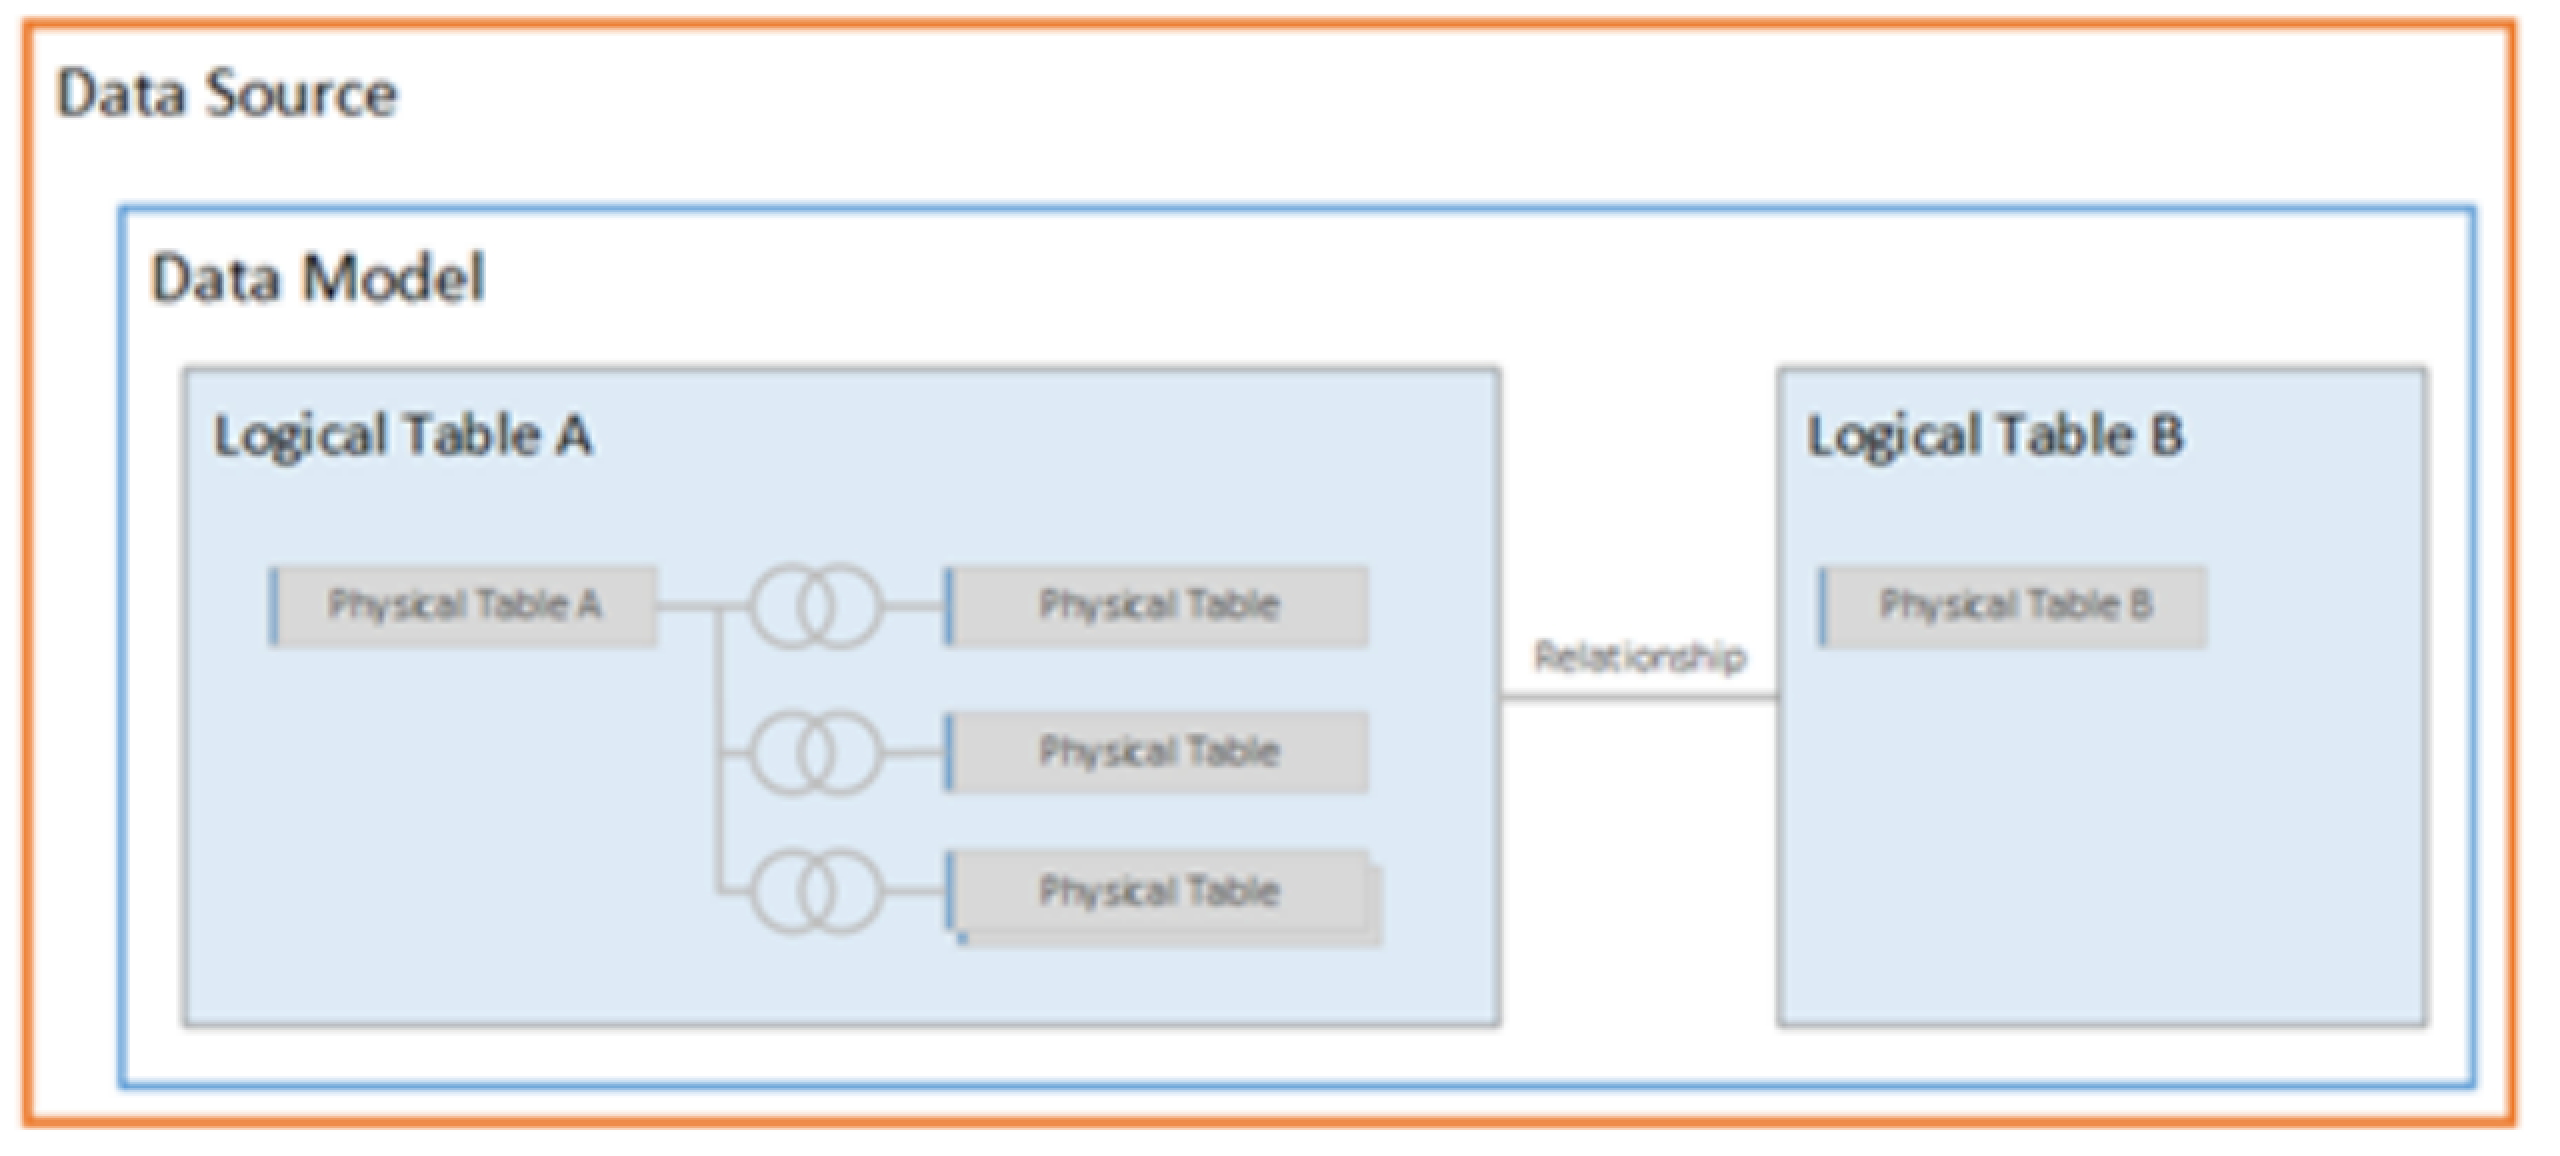 Data Source
Data Model
Logical Table A
Physical Table A
Physical Table
Physical Table
Physical Table
Relationship
Logical Table B
Physical Table B